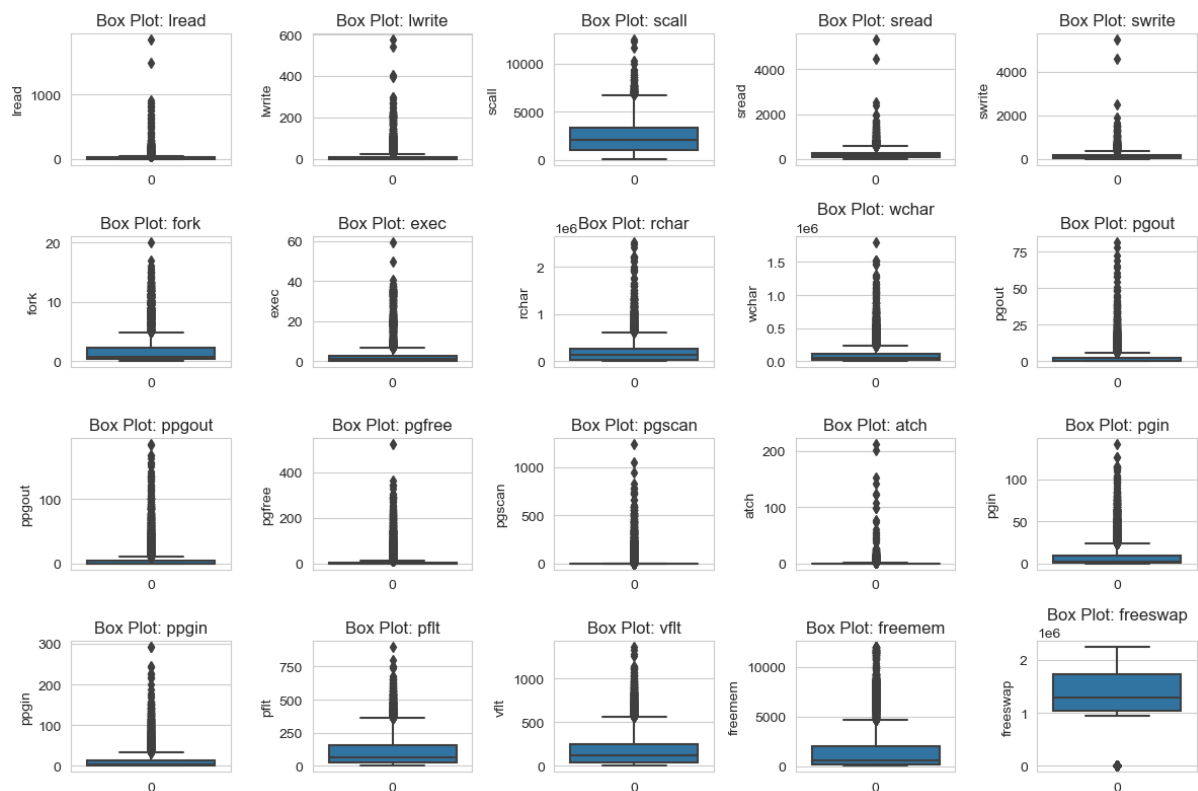 Box Plot: lread
Box Plot: lwrite
Box Plot: scall
Box Plot: sread
Box Plot: swrite
lread
1000
0
0
lwrite
600
400
200
0
0
scall
10000
5000
0
0
sread
4000
2000
0
0
swrite
4000
2000
0
0
Box Plot: fork
Box Plot: exec
Box Plot: rchar
Box Plot: wchar
Box Plot: pgout
fork
20
10
0
0
exec
60
40
20
0
0
1e6
rchar
2
1
0
0
1e6
wchar
1.5
1.0
0.5
0.0
0
pgout
75
50
25
0
0
Box Plot: ppgout
Box Plot: pgfree
Box Plot: pgscan
Box Plot: atch
Box Plot: pgin
ppgout
100
0
0
pgfree
400
200
0
0
pgscan
1000
500
0
0
atch
200
100
0
0
pgin
100
50
0
0
Box Plot: ppgin
Box Plot: pflt
Box Plot: vflt
Box Plot: freemem
Box Plot: freeswap
ppgin
300
200
100
0
0
pflt
750
500
250
0
0
vflt
1000
500
0
0
freemem
10000
5000
0
0
1e6
freeswap
2
1
0
0